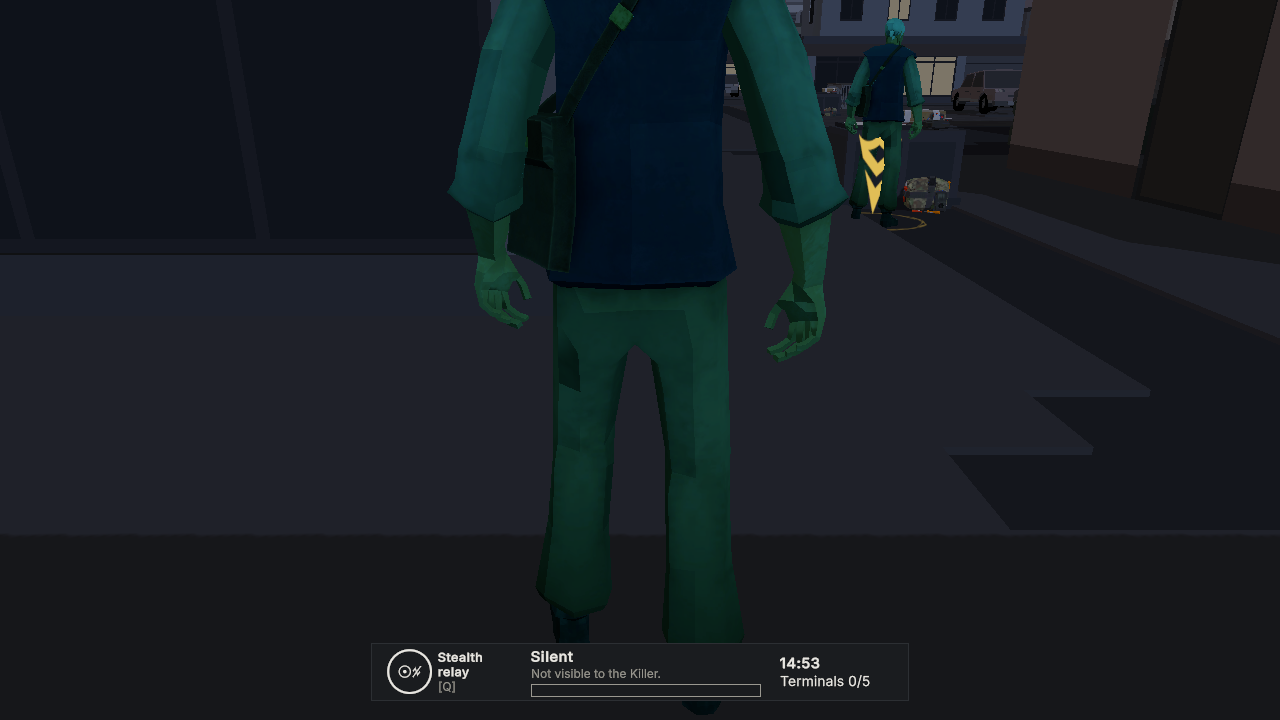 Stealth
relay
[Q]
Silent
Not visible to the Killer.
14:53
Terminals 0/5